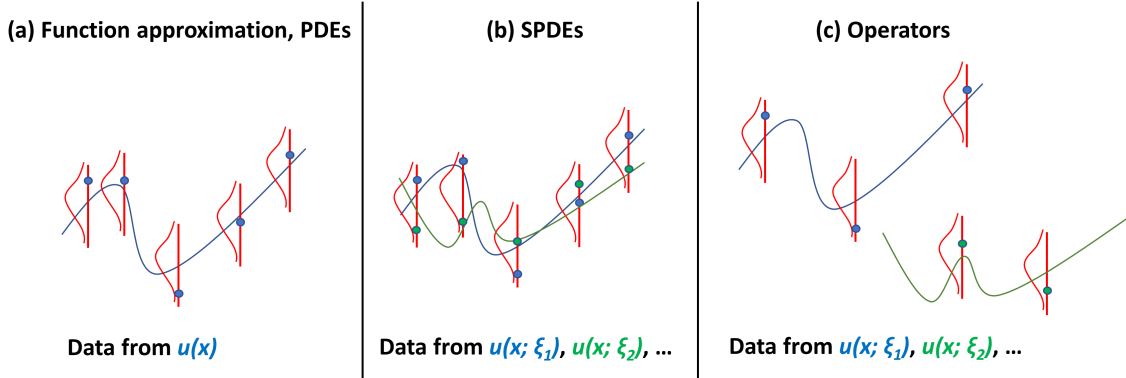 (a) Function approximation, PDEs
Data from u(x)
(b) SPDEs
Data from u(x; ξ₁), u(x; ξ₂), ...
(c) Operators
Data from u(x; ξ₁), u(x; ξ₂), ...